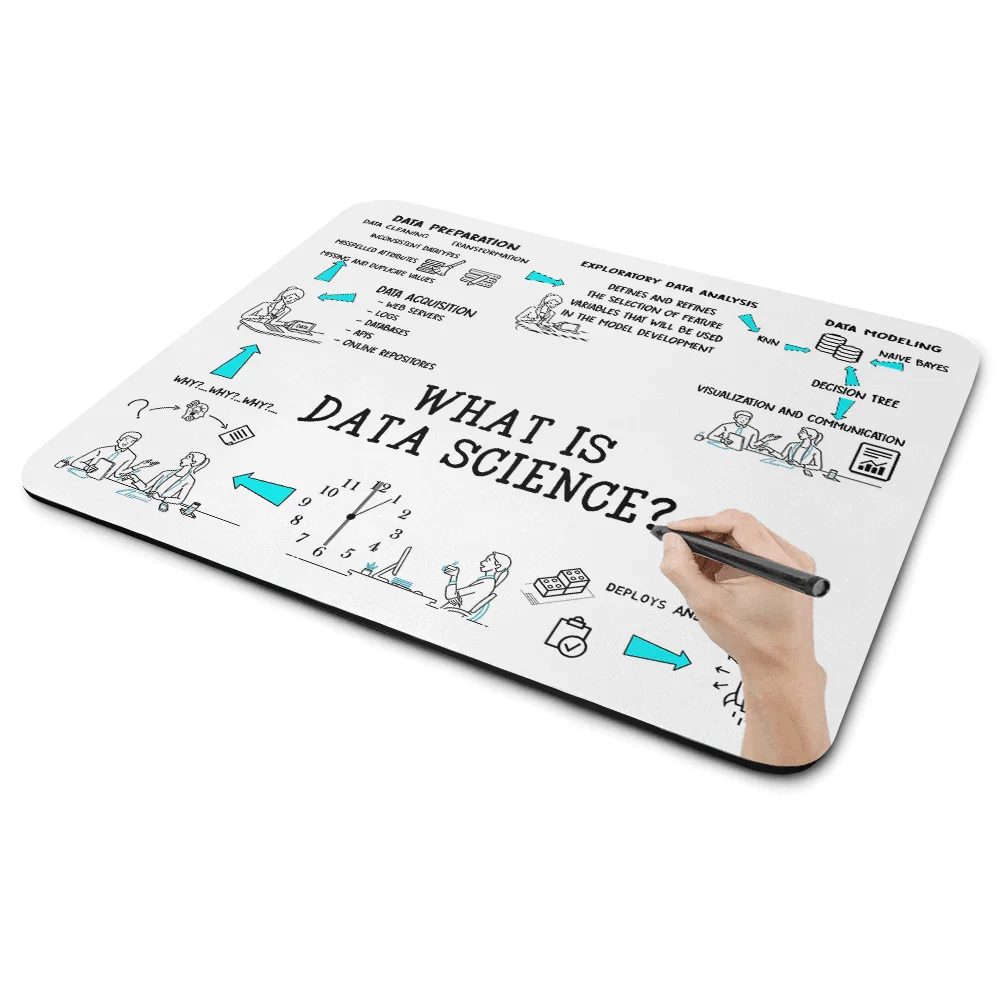 DATA PREPARATION
DATA CLEANING
TRANSFORMATION
INCONSISTENT DATATYPES
MISSPELLED ATTRIBUTES
MISSING AND DUPLICATE VALUES
DATA ACQUISITION
- WEB SERVERS
- LOGS
- DATABASES
- APIS
- ONLINE REPOSITORES
DATA
EXPLORATORY DATA ANALYSIS
DEFINES AND REFINES
THE SELECTION OF FEATURE
VARIABLES THAT WILL BE USED
IN THE MODEL DEVELOPMENT
DATA MODELING
KNN
NAIVE BAYES
DECISION TREE
VISUALIZATION AND COMMUNICATION
WHY?...WHY?...WHY?...
?
WHAT IS
DATA SCIENCE?
11 12 1
10 2
9 3
8 4
7 6 5
DEPLOYS